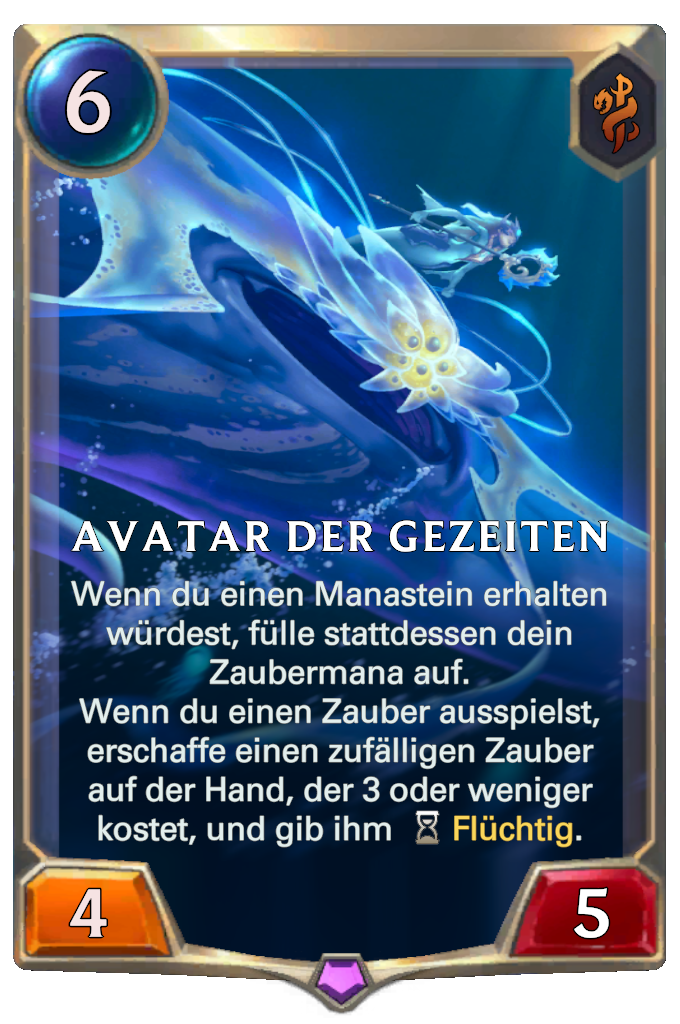 6
AVATAR DER GEZEITEN
Wenn du einen Manastein erhalten
würdest, fülle stattdessen dein
Zaubermana auf.
Wenn du einen Zauber ausspielst,
erschaffe einen zufälligen Zauber
auf der Hand, der 3 oder weniger
kostet, und gib ihm Flüchtig.
4
5